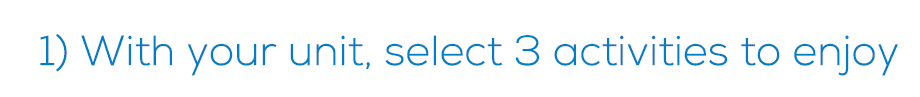 1) With your unit, select 3 activities to enjoy